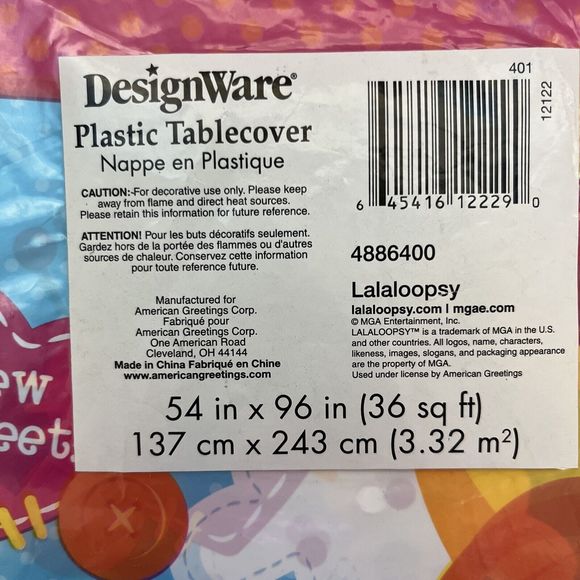 DesignWare®
Plastic Tablecover
Nappe en Plastique
CAUTION:-For decorative use only. Please keep
away from flame and direct heat sources.
Please retain this information for future reference.
ATTENTION! Pour les buts décoratifs seulement.
Gardez hors de la portée des flammes ou d'autres
sources de chaleur. Conservez cette information
pour toute reference future.
Manufactured for
American Greetings Corp.
Fabriqué pour
American Greetings Corp.
One American Road
Cleveland, OH 44144
Made in China Fabriqué en Chine
www.americangreetings.com
401
12122
6 45416 12229 0
4886400
Lalaloopsy
lalaloopsy.com | mgae.com
© MGA Entertainment, Inc.
LALALOOPSY™ is a trademark of MGA in the U.S.
and other countries. All logos, name, characters,
likeness, images, slogans, and packaging appearance
are the property of MGA.
Used under license by American Greetings
54 in x 96 in (36 sq ft)
137 cm x 243 cm (3.32 m²)
ew
eet